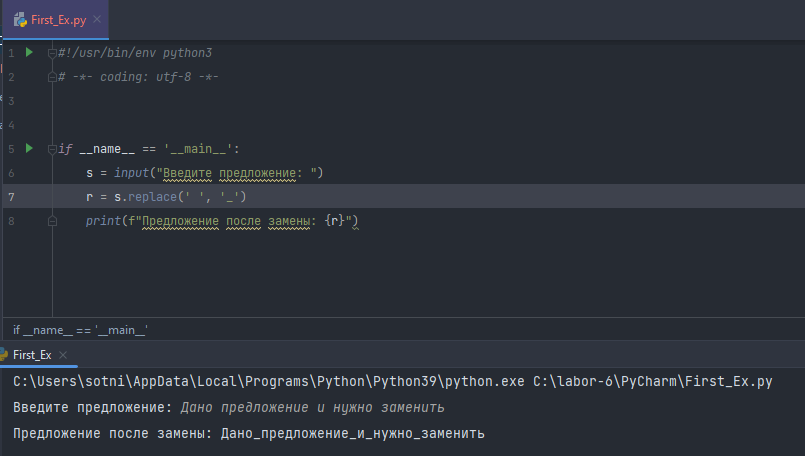 First_Ex.py
1 #!/usr/bin/env python3
2 # -*- coding: utf-8 -*-
3
4
5 if __name__ == '__main__':
6 s = input("Введите предложение: ")
7 r = s.replace(' ', '_')
8 print(f"Предложение после замены: {r}")
if __name__ == '__main__'
First_Ex
C:\Users\sotni\AppData\Local\Programs\Python\Python39\python.exe C:\labor-6\PyCharm\First_Ex.py
Введите предложение: Дано предложение и нужно заменить
Предложение после замены: Дано_предложение_и_нужно_заменить